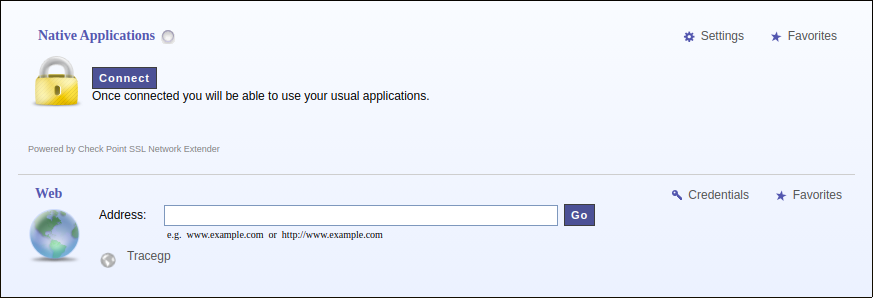 Native Applications
Settings
Favorites
Connect
Once connected you will be able to use your usual applications.
Powered by Check Point SSL Network Extender
Web
Credentials
Favorites
Address:
Go
e.g. www.example.com or http://www.example.com
Tracegp